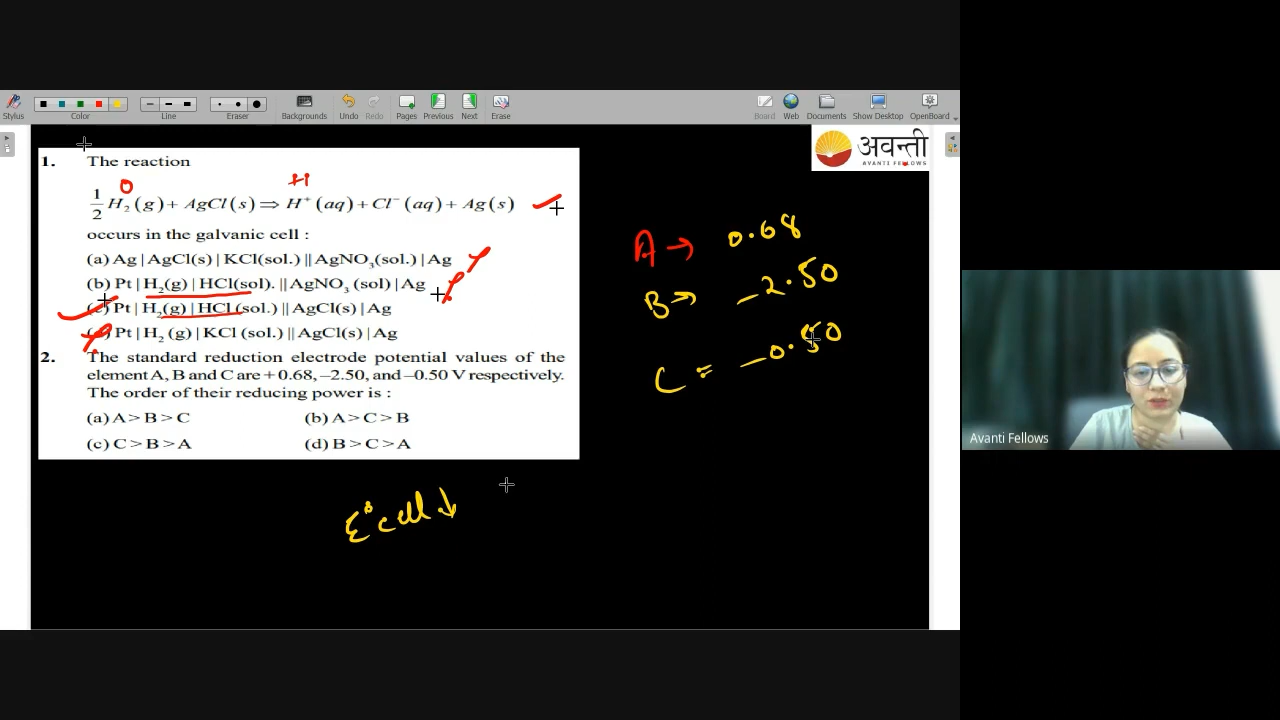 Stylus
Color
Line
Eraser
Backgrounds
Undo
Redo
Pages
Previous
Next
Erase
Board
Web
Documents
Show Desktop
OpenBoard
अवन्ती
AVANTI FELLOWS
1. The reaction
0
+1
1/2 H₂(g) + AgCl(s) ⇒ H⁺(aq) + Cl⁻(aq) + Ag(s)
occurs in the galvanic cell :
(a) Ag | AgCl(s) | KCl(sol.) || AgNO₃(sol.) | Ag
(b) Pt | H₂(g) | HCl(sol). || AgNO₃ (sol) | Ag
(c) Pt | H₂(g) | HCl (sol.) || AgCl(s) | Ag
Pt | H₂ (g) | KCl (sol.) || AgCl(s) | Ag
2. The standard reduction electrode potential values of the
element A, B and C are + 0.68, –2.50, and –0.50 V respectively.
The order of their reducing power is :
(a) A > B > C (b) A > C > B
(c) C > B > A (d) B > C > A
A → 0.68
B → -2.50
C = -0.50
E°cell ↓
Avanti Fellows